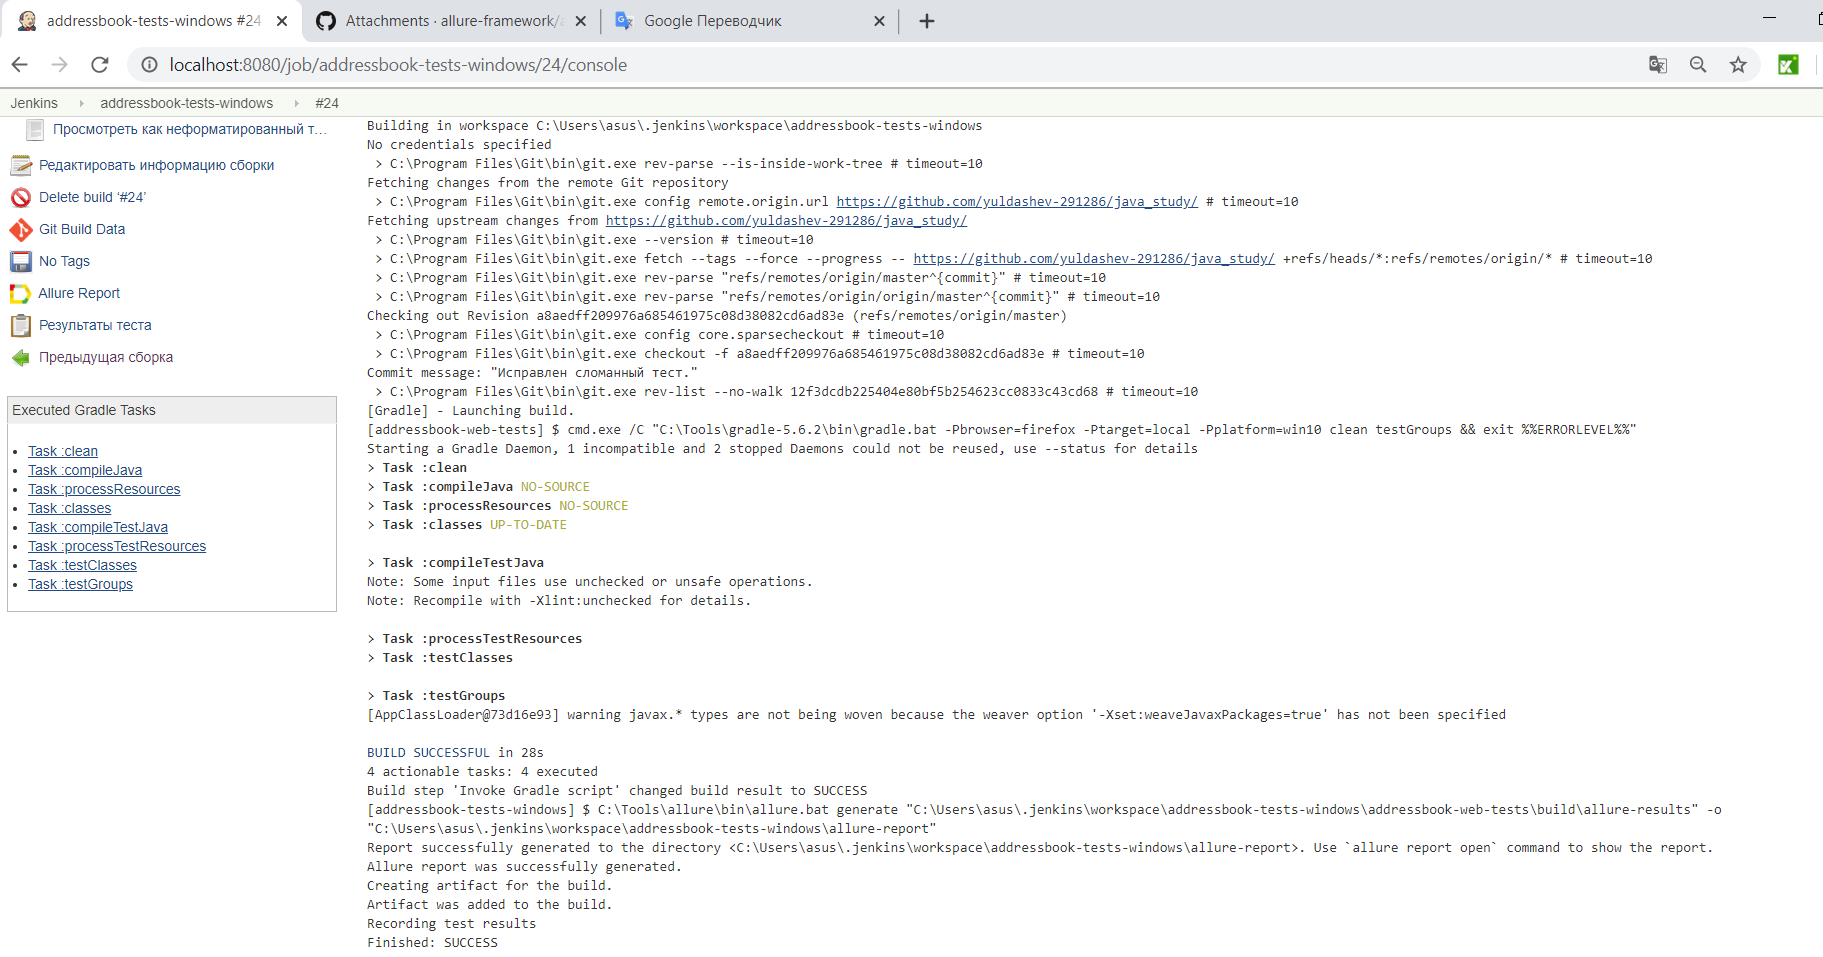 addressbook-tests-windows #24
Attachments · allure-framework/
Google Переводчик
localhost:8080/job/addressbook-tests-windows/24/console
Jenkins addressbook-tests-windows #24
Просмотреть как неформатированный т…
Редактировать информацию сборки
Delete build ‘#24’
Git Build Data
No Tags
Allure Report
Результаты теста
Предыдущая сборка
Executed Gradle Tasks
Task :clean
Task :compileJava
Task :processResources
Task :classes
Task :compileTestJava
Task :processTestResources
Task :testClasses
Task :testGroups
Building in workspace C:\Users\asus\.jenkins\workspace\addressbook-tests-windows
No credentials specified
> C:\Program Files\Git\bin\git.exe rev-parse --is-inside-work-tree # timeout=10
Fetching changes from the remote Git repository
> C:\Program Files\Git\bin\git.exe config remote.origin.url https://github.com/yuldashev-291286/java_study/ # timeout=10
Fetching upstream changes from https://github.com/yuldashev-291286/java_study/
> C:\Program Files\Git\bin\git.exe --version # timeout=10
> C:\Program Files\Git\bin\git.exe fetch --tags --force --progress -- https://github.com/yuldashev-291286/java_study/ +refs/heads/*:refs/remotes/origin/* # timeout=10
> C:\Program Files\Git\bin\git.exe rev-parse "refs/remotes/origin/master^{commit}" # timeout=10
> C:\Program Files\Git\bin\git.exe rev-parse "refs/remotes/origin/origin/master^{commit}" # timeout=10
Checking out Revision a8aedff209976a685461975c08d38082cd6ad83e (refs/remotes/origin/master)
> C:\Program Files\Git\bin\git.exe config core.sparsecheckout # timeout=10
> C:\Program Files\Git\bin\git.exe checkout -f a8aedff209976a685461975c08d38082cd6ad83e # timeout=10
Commit message: "Исправлен сломанный тест."
> C:\Program Files\Git\bin\git.exe rev-list --no-walk 12f3dcdb225404e80bf5b254623cc0833c43cd68 # timeout=10
[Gradle] - Launching build.
[addressbook-web-tests] $ cmd.exe /C "C:\Tools\gradle-5.6.2\bin\gradle.bat -Pbrowser=firefox -Ptarget=local -Pplatform=win10 clean testGroups && exit %%ERRORLEVEL%%"
Starting a Gradle Daemon, 1 incompatible and 2 stopped Daemons could not be reused, use --status for details
> Task :clean
> Task :compileJava NO-SOURCE
> Task :processResources NO-SOURCE
> Task :classes UP-TO-DATE
> Task :compileTestJava
Note: Some input files use unchecked or unsafe operations.
Note: Recompile with -Xlint:unchecked for details.
> Task :processTestResources
> Task :testClasses
> Task :testGroups
[AppClassLoader@73d16e93] warning javax.* types are not being woven because the weaver option '-Xset:weaveJavaxPackages=true' has not been specified
BUILD SUCCESSFUL in 28s
4 actionable tasks: 4 executed
Build step 'Invoke Gradle script' changed build result to SUCCESS
[addressbook-tests-windows] $ C:\Tools\allure\bin\allure.bat generate "C:\Users\asus\.jenkins\workspace\addressbook-tests-windows\addressbook-web-tests\build\allure-results" -o
"C:\Users\asus\.jenkins\workspace\addressbook-tests-windows\allure-report"
Report successfully generated to the directory <C:\Users\asus\.jenkins\workspace\addressbook-tests-windows\allure-report>. Use `allure report open` command to show the report.
Allure report was successfully generated.
Creating artifact for the build.
Artifact was added to the build.
Recording test results
Finished: SUCCESS